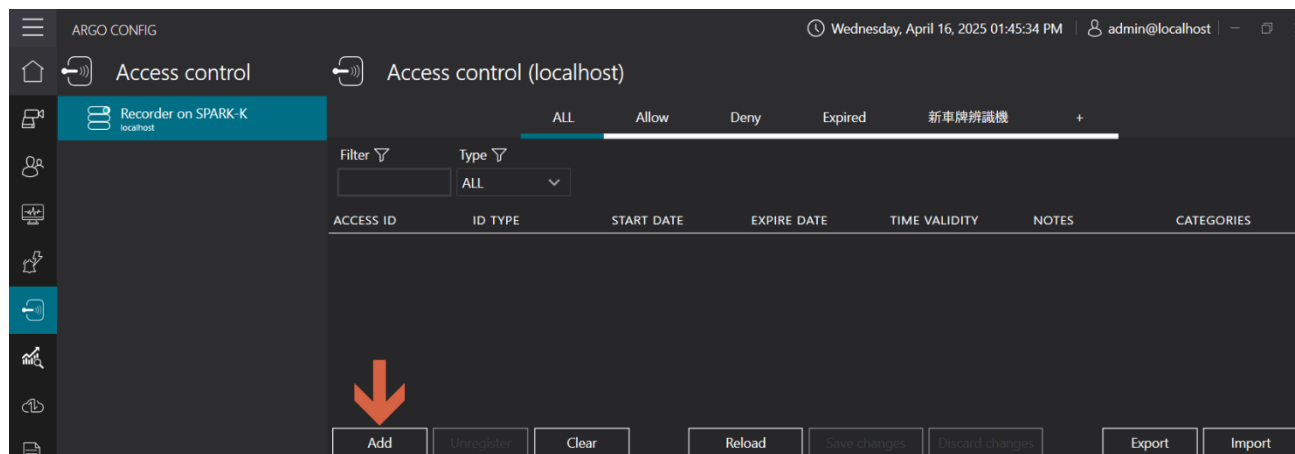 ARGO CONFIG
Wednesday, April 16, 2025 01:45:34 PM
admin@localhost
Access control
Access control (localhost)
Recorder on SPARK-K
localhost
ALL Allow Deny Expired 新車牌辨識機 +
Filter Type
ALL
ACCESS ID ID TYPE START DATE EXPIRE DATE TIME VALIDITY NOTES CATEGORIES
Add Unregister Clear Reload Save changes Discard changes Export Import